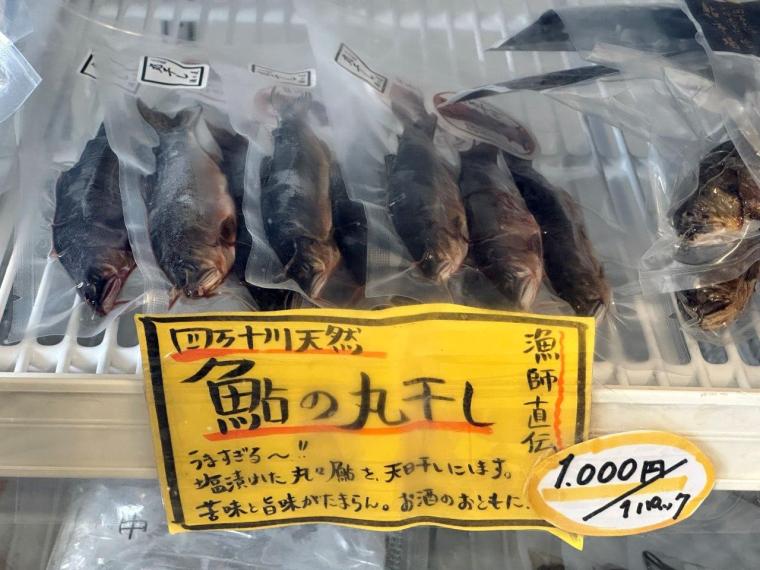 丸干し
四万十川天然
鮎の丸干し
漁師直伝
うますぎる〜!!
塩漬けた丸々鮎を、天日干しにします。
苦味と旨味がたまらん。お酒のおともに。
1.000円/1パック